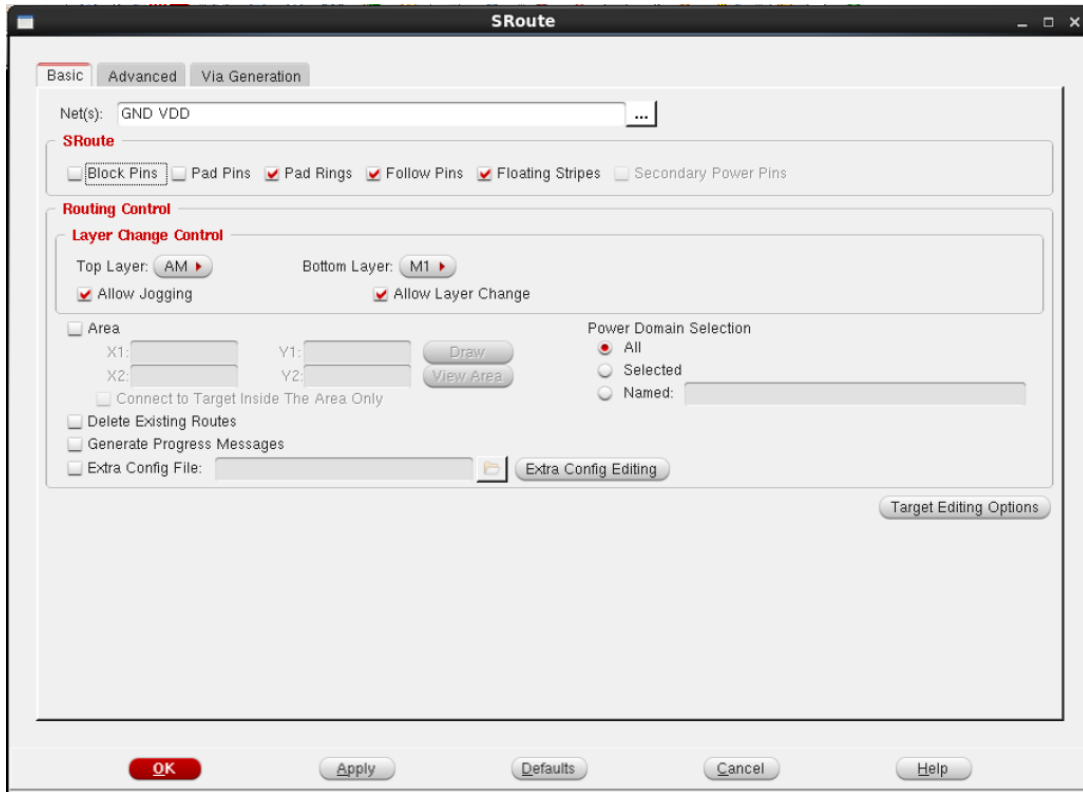 SRoute
Basic Advanced Via Generation
Net(s): GND VDD ...
SRoute
Block Pins Pad Pins Pad Rings Follow Pins Floating Stripes Secondary Power Pins
Routing Control
Layer Change Control
Top Layer: AM Bottom Layer: M1
Allow Jogging Allow Layer Change
Area Power Domain Selection
X1: Y1: Draw All
X2: Y2: View Area Selected
Connect to Target Inside The Area Only Named:
Delete Existing Routes
Generate Progress Messages
Extra Config File: Extra Config Editing
Target Editing Options
OK Apply Defaults Cancel Help